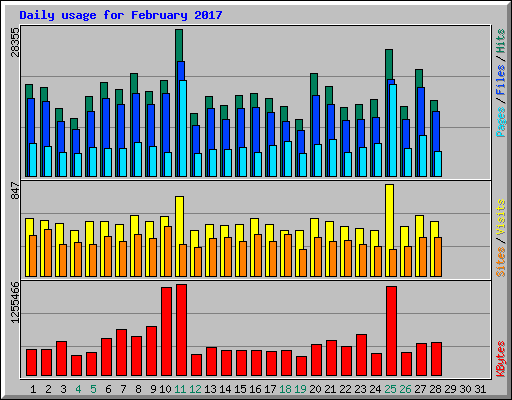 Daily usage for February 2017
28355
Pages/Files/Hits
847
Sites/Visits
1255466
KBytes
1 2 3 4 5 6 7 8 9 10 11 12 13 14 15 16 17 18 19 20 21 22 23 24 25 26 27 28 29 30 31